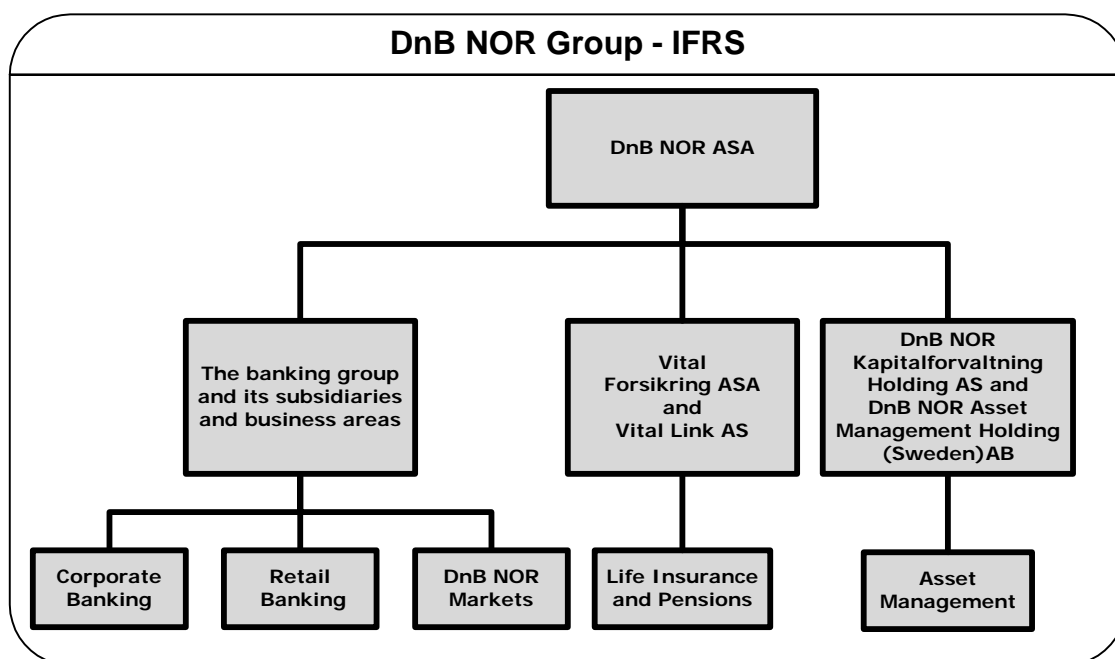 DnB NOR Group - IFRS
DnB NOR ASA
The banking group
and its subsidiaries
and business areas
Vital
Forsikring ASA
and
Vital Link AS
DnB NOR
Kapitalforvaltning
Holding AS and
DnB NOR Asset
Management Holding
(Sweden)AB
Corporate
Banking
Retail
Banking
DnB NOR
Markets
Life Insurance
and Pensions
Asset
Management